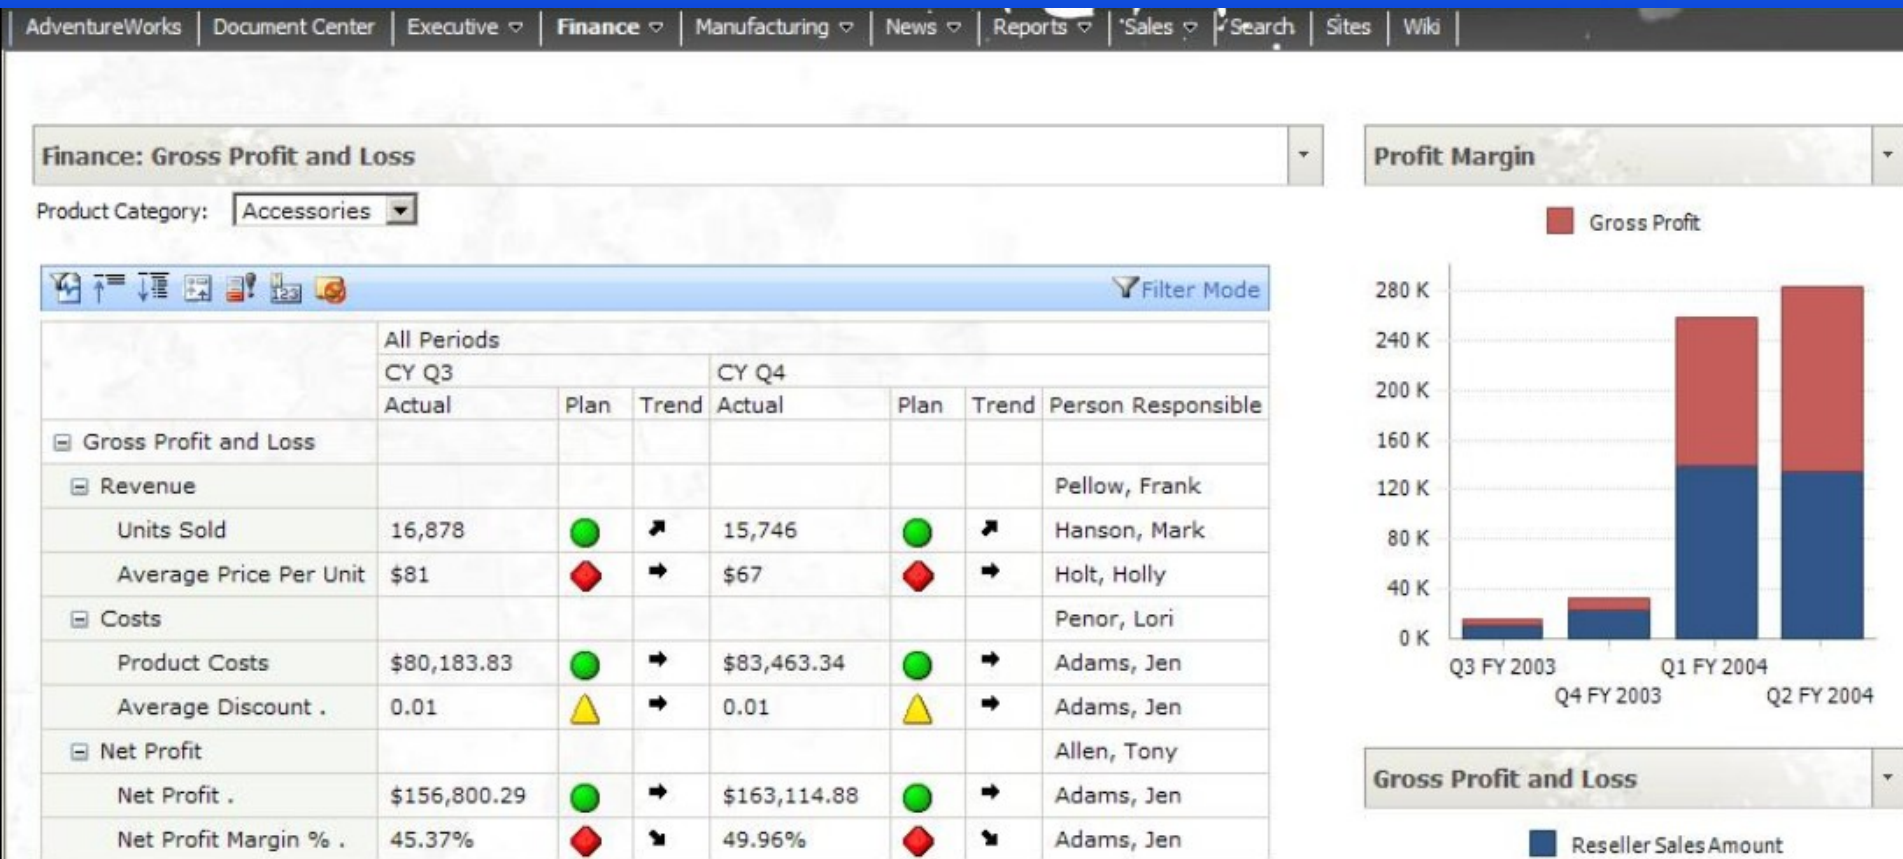 AdventureWorks Document Center Executive Finance Manufacturing News Reports Sales Search Sites Wiki
Finance: Gross Profit and Loss
Product Category: Accessories
Filter Mode
All Periods
CY Q3 CY Q4
Actual Plan Trend Actual Plan Trend Person Responsible
Gross Profit and Loss
Revenue Pellow, Frank
Units Sold 16,878 15,746 Hanson, Mark
Average Price Per Unit $81 $67 Holt, Holly
Costs Penor, Lori
Product Costs $80,183.83 $83,463.34 Adams, Jen
Average Discount . 0.01 0.01 Adams, Jen
Net Profit Allen, Tony
Net Profit . $156,800.29 $163,114.88 Adams, Jen
Net Profit Margin % . 45.37% 49.96% Adams, Jen
Profit Margin
Gross Profit
280 K
240 K
200 K
160 K
120 K
80 K
40 K
0 K
Q3 FY 2003 Q1 FY 2004
Q4 FY 2003 Q2 FY 2004
Gross Profit and Loss
Reseller Sales Amount